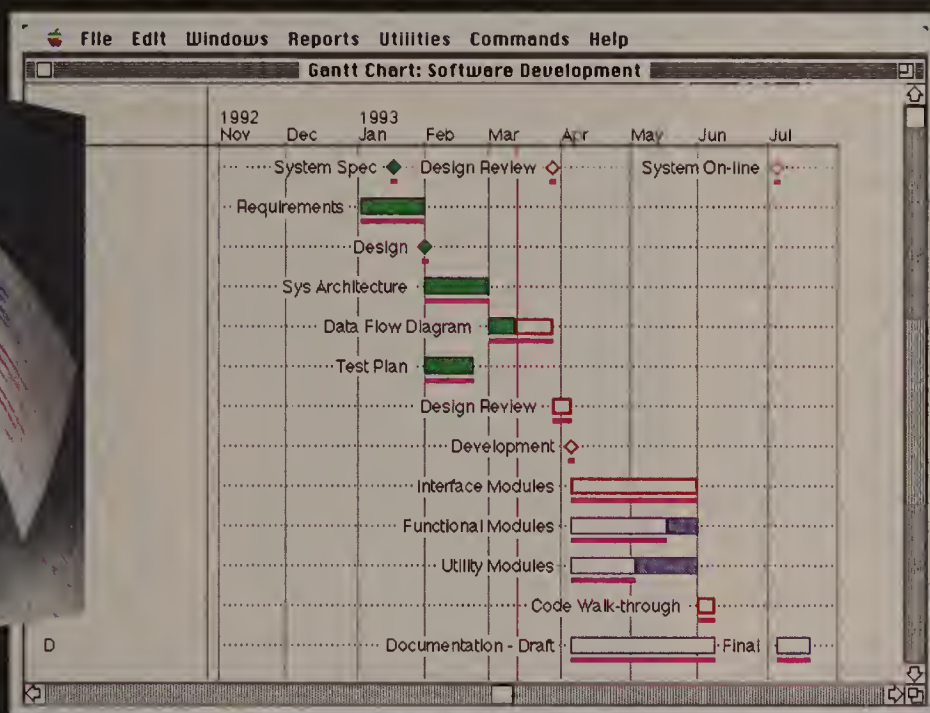 File Edit Windows Reports Utilities Commands Help
Gantt Chart: Software Development
1992 1993
Nov Dec Jan Feb Mar Apr May Jun Jul
System Spec Design Review System On-line
Requirements
Design
Sys Architecture
Data Flow Diagram
Test Plan
Design Review
Development
Interface Modules
Functional Modules
Utility Modules
Code Walk-through
D Documentation - Draft Final